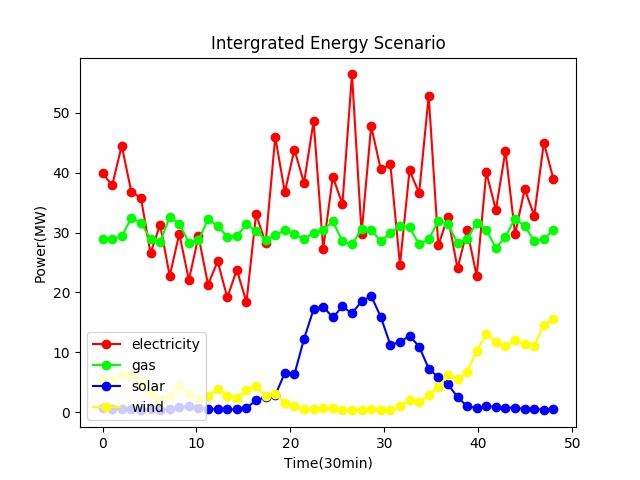 Intergrated Energy Scenario
Power(MW)
50
40
30
20
10
0
electricity
gas
solar
wind
0 10 20 30 40 50
Time(30min)